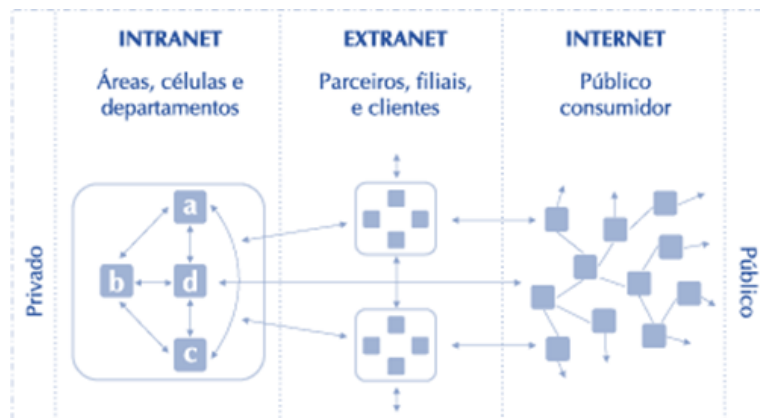 INTRANET
Áreas, células e
departamentos
EXTRANET
Parceiros, filiais,
e clientes
INTERNET
Público
consumidor
Privado
a
b
d
c
Público